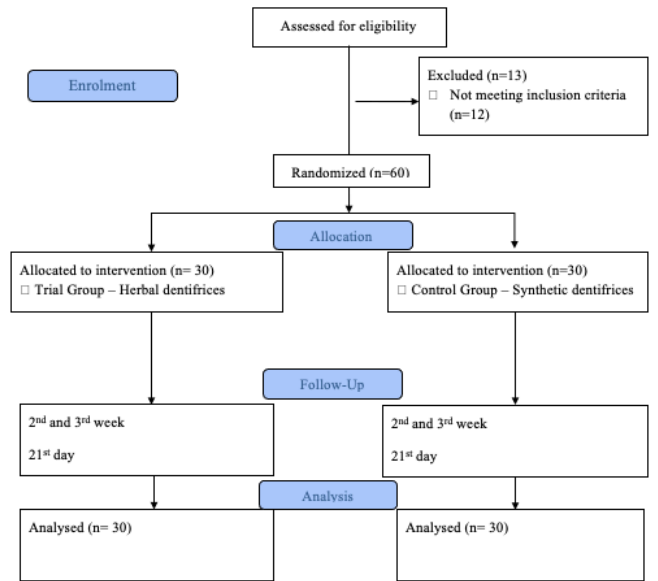 Assessed for eligibility
Enrolment
Excluded (n=13)
□ Not meeting inclusion criteria
(n=12)
Randomized (n=60)
Allocation
Allocated to intervention (n= 30)
□ Trial Group – Herbal dentifrices
Allocated to intervention (n=30)
□ Control Group – Synthetic dentifrices
Follow-Up
2nd and 3rd week
21st day
2nd and 3rd week
21st day
Analysis
Analysed (n= 30)
Analysed (n= 30)